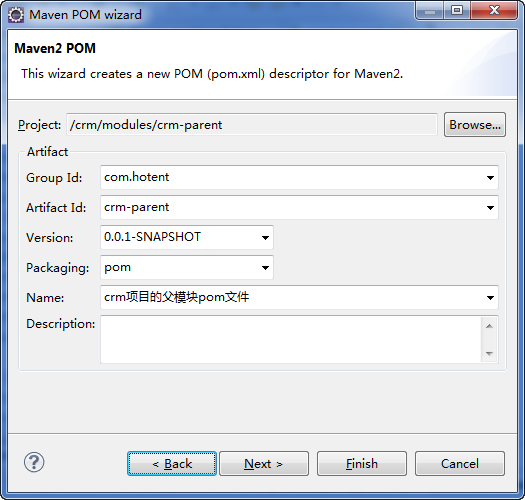 Maven POM wizard
Maven2 POM
This wizard creates a new POM (pom.xml) descriptor for Maven2.
Project: /crm/modules/crm-parent Browse...
Artifact
Group Id: com.hotent
Artifact Id: crm-parent
Version: 0.0.1-SNAPSHOT
Packaging: pom
Name: crm项目的父模块pom文件
Description:
? < Back Next > Finish Cancel